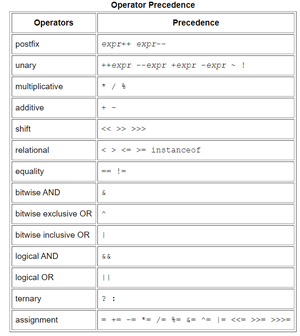 Operator Precedence
Operators Precedence
postfix expr++ expr--
unary ++expr --expr +expr -expr ~ !
multiplicative * / %
additive + -
shift << >> >>>
relational < > <= >= instanceof
equality == !=
bitwise AND &
bitwise exclusive OR ^
bitwise inclusive OR |
logical AND &&
logical OR ||
ternary ? :
assignment = += -= *= /= %= &= ^= |= <<= >>= >>>=